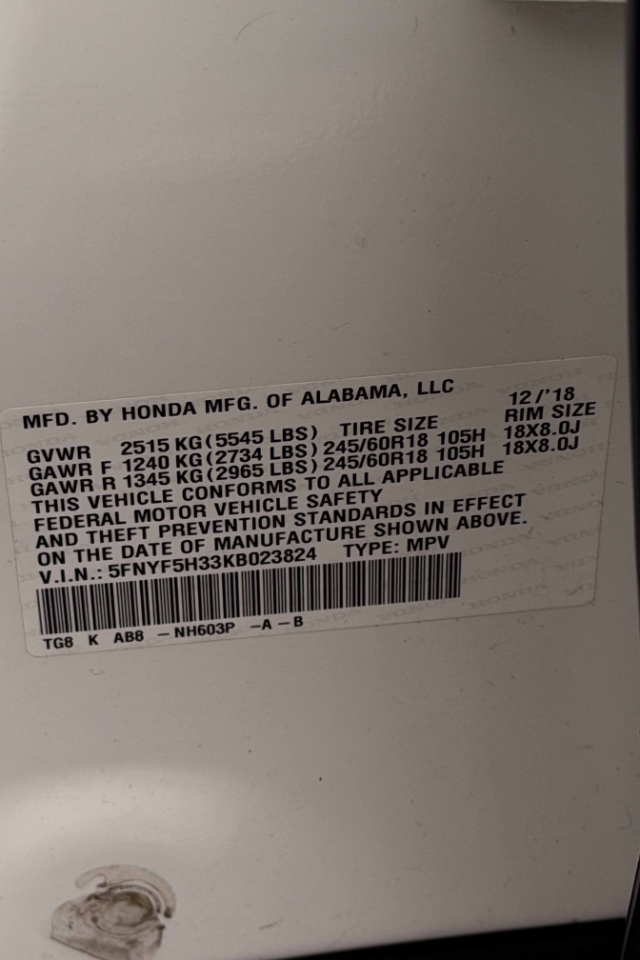 MFD. BY HONDA MFG. OF ALABAMA, LLC 12/'18
GVWR 2515 KG (5545 LBS) TIRE SIZE RIM SIZE
GAWR F 1240 KG (2734 LBS) 245/60R18 105H 18X8.0J
GAWR R 1345 KG (2965 LBS) 245/60R18 105H 18X8.0J
THIS VEHICLE CONFORMS TO ALL APPLICABLE
FEDERAL MOTOR VEHICLE SAFETY
AND THEFT PREVENTION STANDARDS IN EFFECT
ON THE DATE OF MANUFACTURE SHOWN ABOVE.
V.I.N.: 5FNYF5H33KB023824 TYPE: MPV
TG8 K AB8 -NH603P -A-B